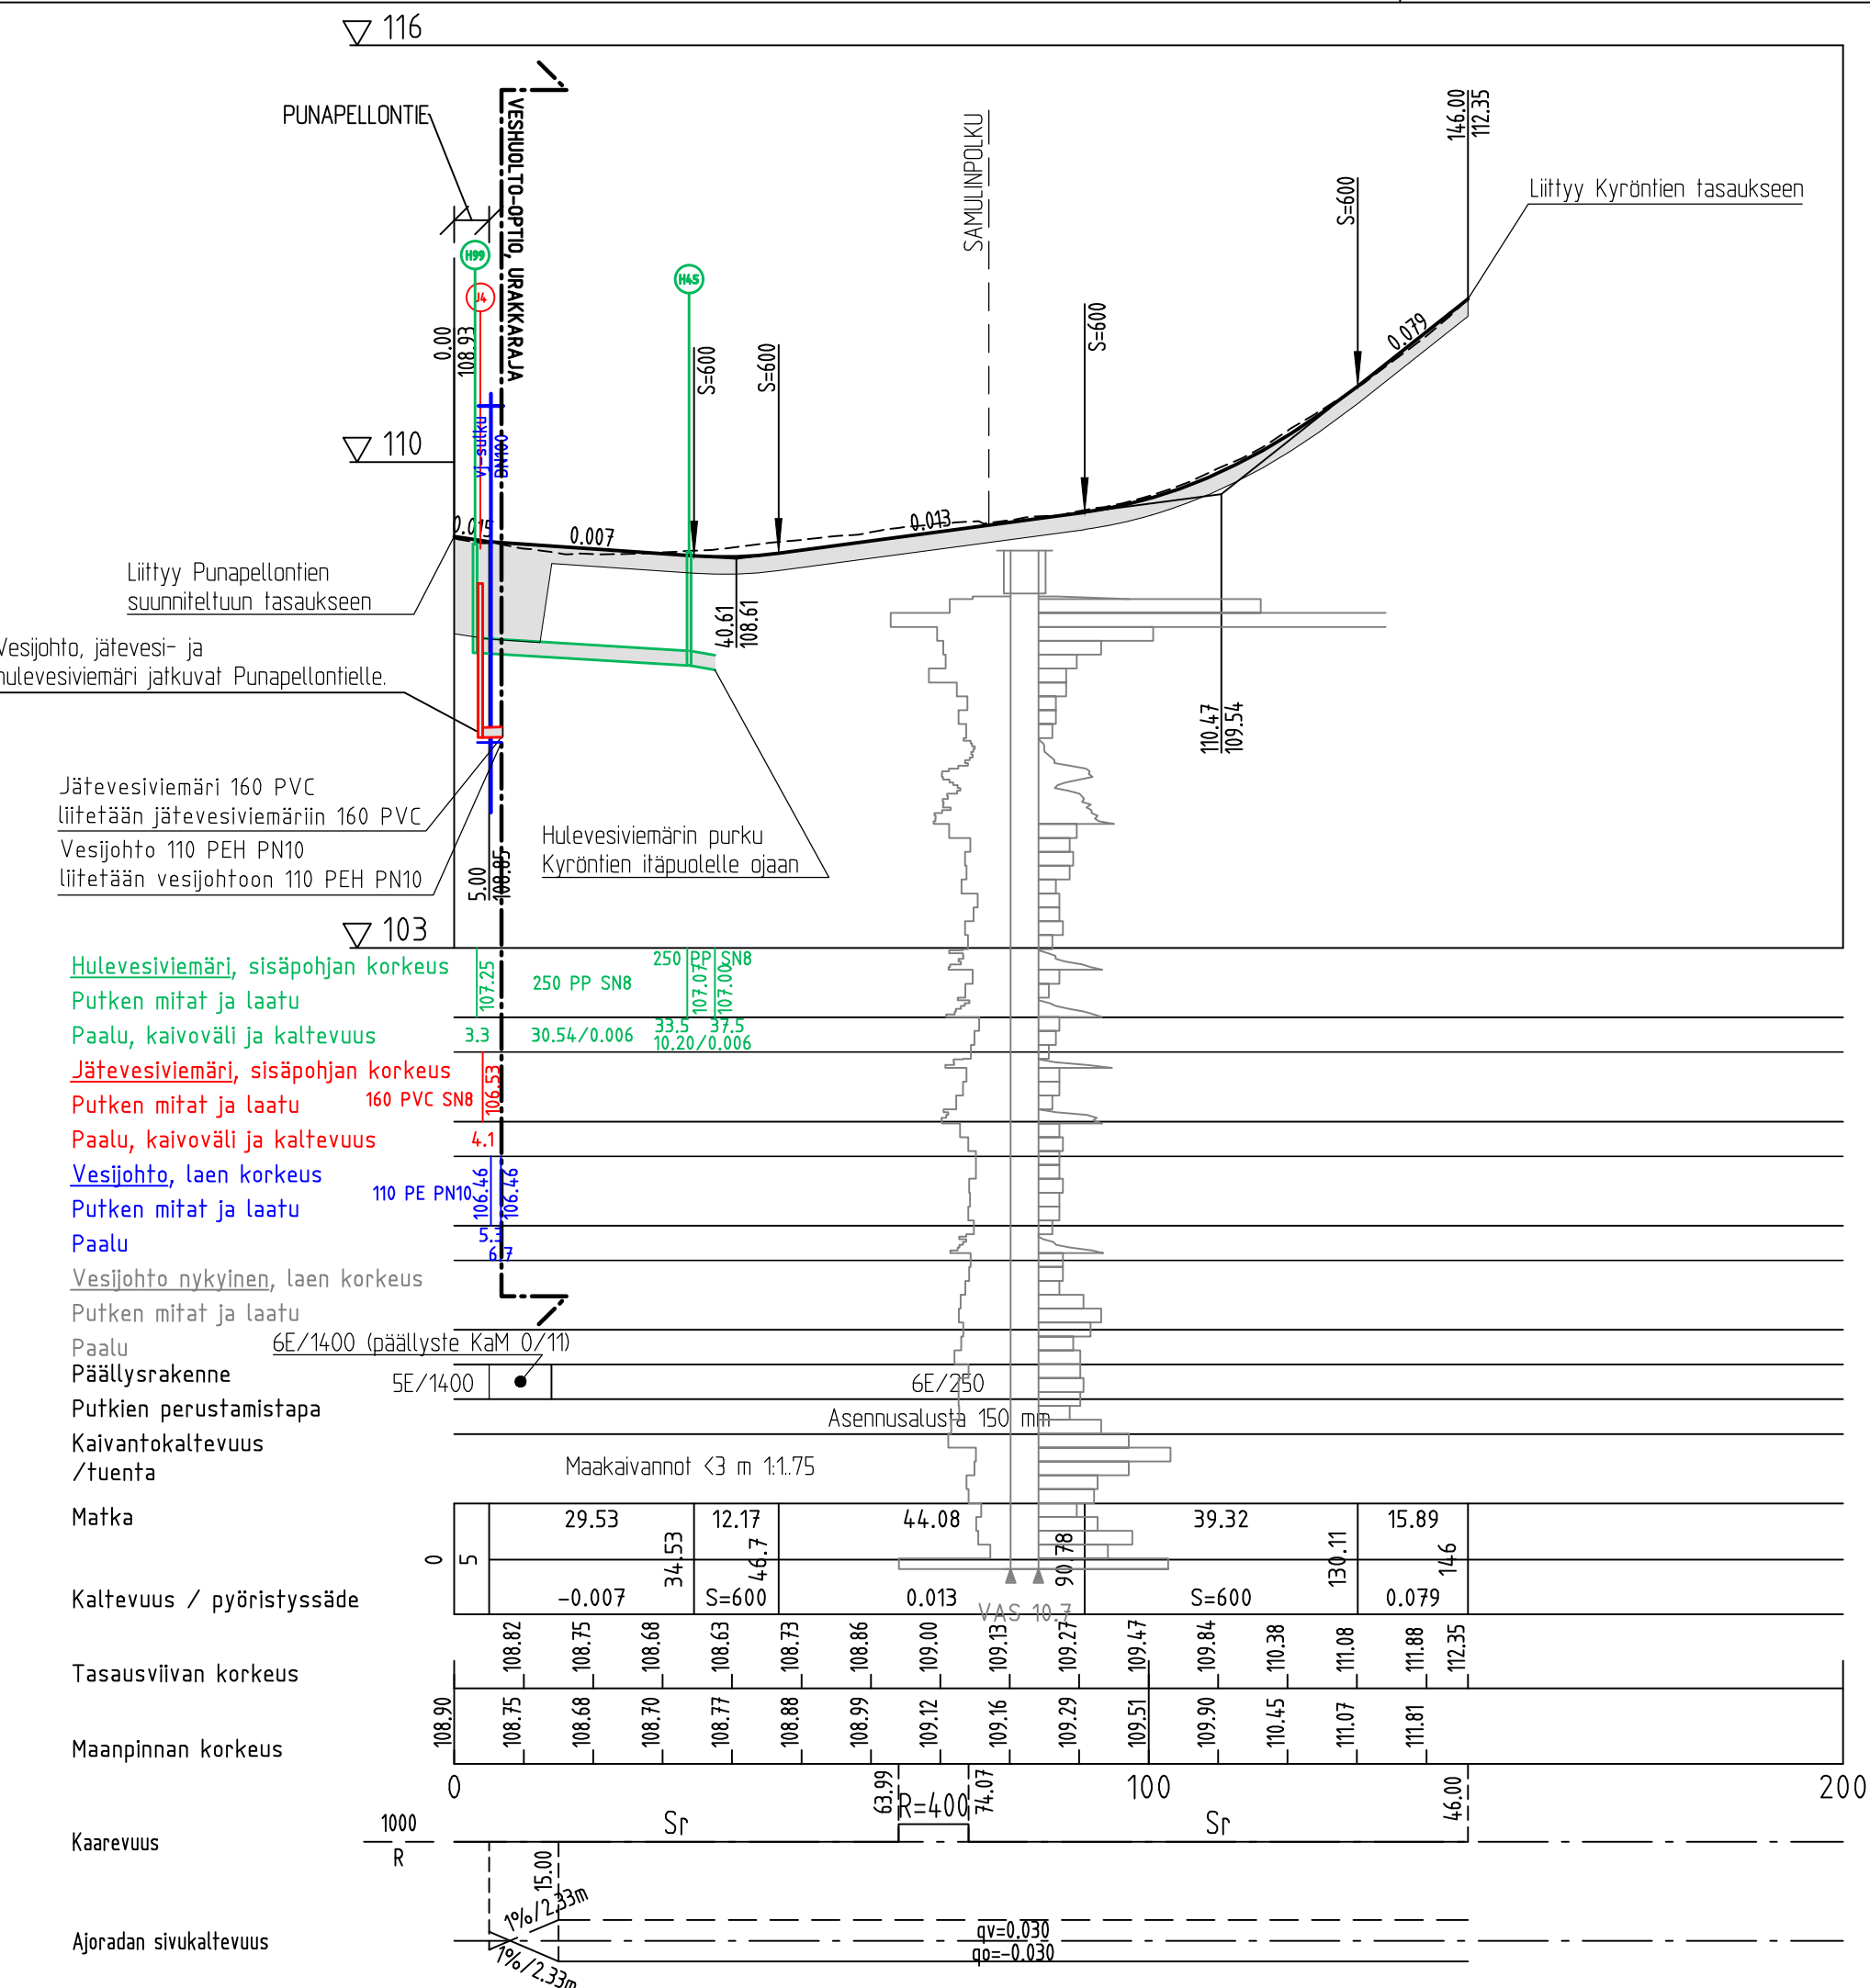 116
PUNAPELLONTIE
VESHUOLTO-OPTIO, URAKKARAJA
SAMULINPOLKU
146.00
112.35
S=600
Liittyy Kyröntien tasaukseen
H99
H45
J4
0.00
108.93
S=600
S=600
S=600
0.079
110
vj-sulku
DN100
0.015
0.007
0.013
Liittyy Punapellontien
suunniteltuun tasaukseen
40.61
108.61
Vesijohto, jätevesi- ja
hulevesiviemäri jatkuvat Punapellontielle.
110.47
109.54
Jätevesiviemäri 160 PVC
liitetään jätevesiviemäriin 160 PVC
Vesijohto 110 PEH PN10
liitetään vesijohtoon 110 PEH PN10
Hulevesiviemärin purku
Kyröntien itäpuolelle ojaan
5.00
108.85
103
Hulevesiviemäri, sisäpohjan korkeus
107.25
250 PP SN8
107.07
107.00
Putken mitat ja laatu
250 PP SN8
Paalu, kaivoväli ja kaltevuus
3.3
30.54/0.006
33.5
37.5
10.20/0.006
Jätevesiviemäri, sisäpohjan korkeus
106.53
Putken mitat ja laatu
160 PVC SN8
Paalu, kaivoväli ja kaltevuus
4.1
Vesijohto, laen korkeus
106.46
106.46
Putken mitat ja laatu
110 PE PN10
Paalu
5.3
6.7
Vesijohto nykyinen, laen korkeus
Putken mitat ja laatu
Paalu
6E/1400 (päällyste KaM 0/11)
Päällysrakenne
5E/1400
6E/250
Putkien perustamistapa
Asennusalusta 150 mm
Kaivantokaltevuus
/tuenta
Maakaivannot <3 m 1:1..1.75
Matka
29.53
12.17
44.08
39.32
15.89
0
5
34.53
46.7
90.78
130.11
146
Kaltevuus / pyöristyssäde
-0.007
S=600
0.013
S=600
0.079
VAS 10.7
Tasausviivan korkeus
108.82
108.75
108.68
108.63
108.73
108.86
109.00
109.13
109.27
109.47
109.84
110.38
111.08
111.88
112.35
Maanpinnan korkeus
108.90
108.75
108.68
108.70
108.77
108.88
108.99
109.12
109.16
109.29
109.51
109.90
110.45
111.07
111.81
0
100
200
63.99
74.07
46.00
Kaarevuus
1000
R
Sr
R=400
Sr
15.00
Ajoradan sivukaltevuus
1%/2.33m
1%/2.33m
qv=0.030
qo=-0.030